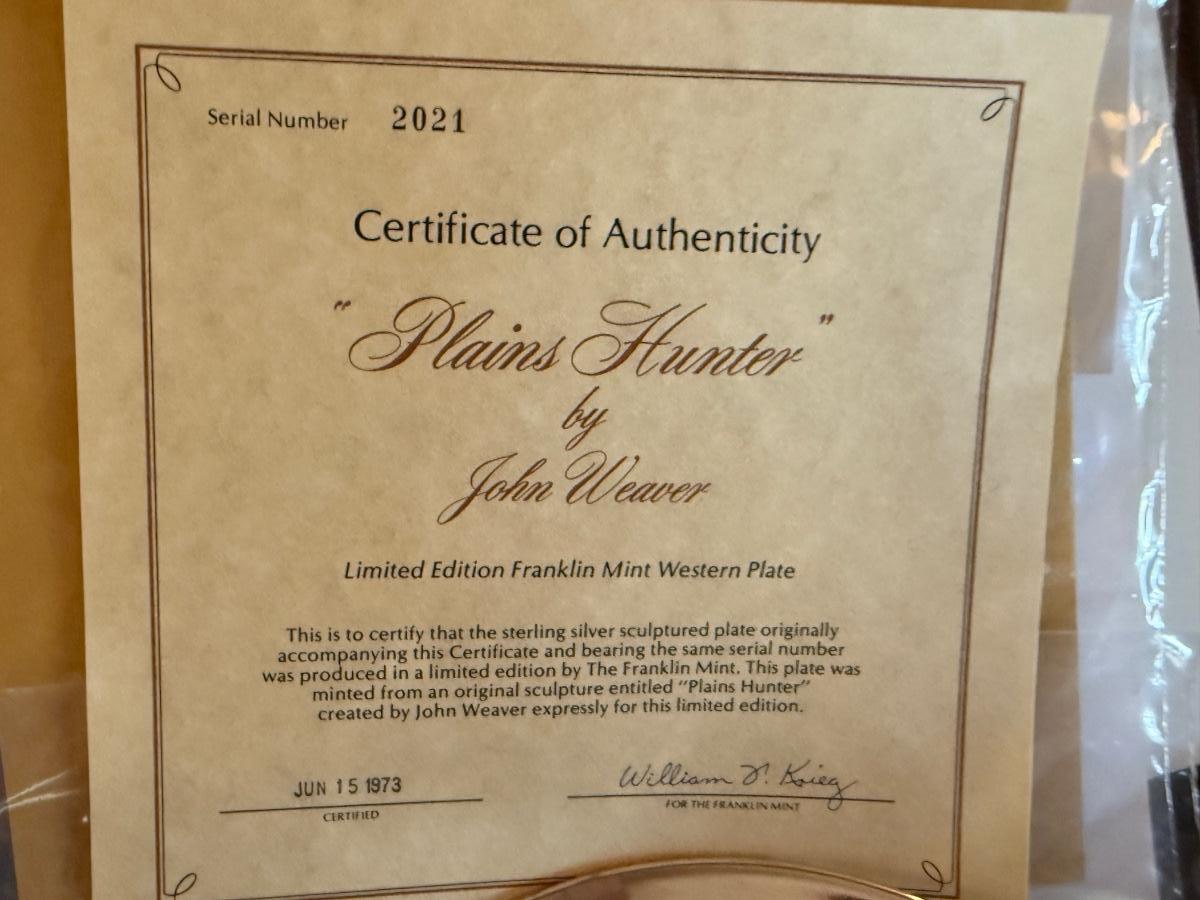 Serial Number 2021
Certificate of Authenticity
"Plains Hunter"
by
John Weaver
Limited Edition Franklin Mint Western Plate
This is to certify that the sterling silver sculptured plate originally
accompanying this Certificate and bearing the same serial number
was produced in a limited edition by The Franklin Mint. This plate was
minted from an original sculpture entitled "Plains Hunter"
created by John Weaver expressly for this limited edition.
JUN 15 1973 William F. Krieg
CERTIFIED FOR THE FRANKLIN MINT